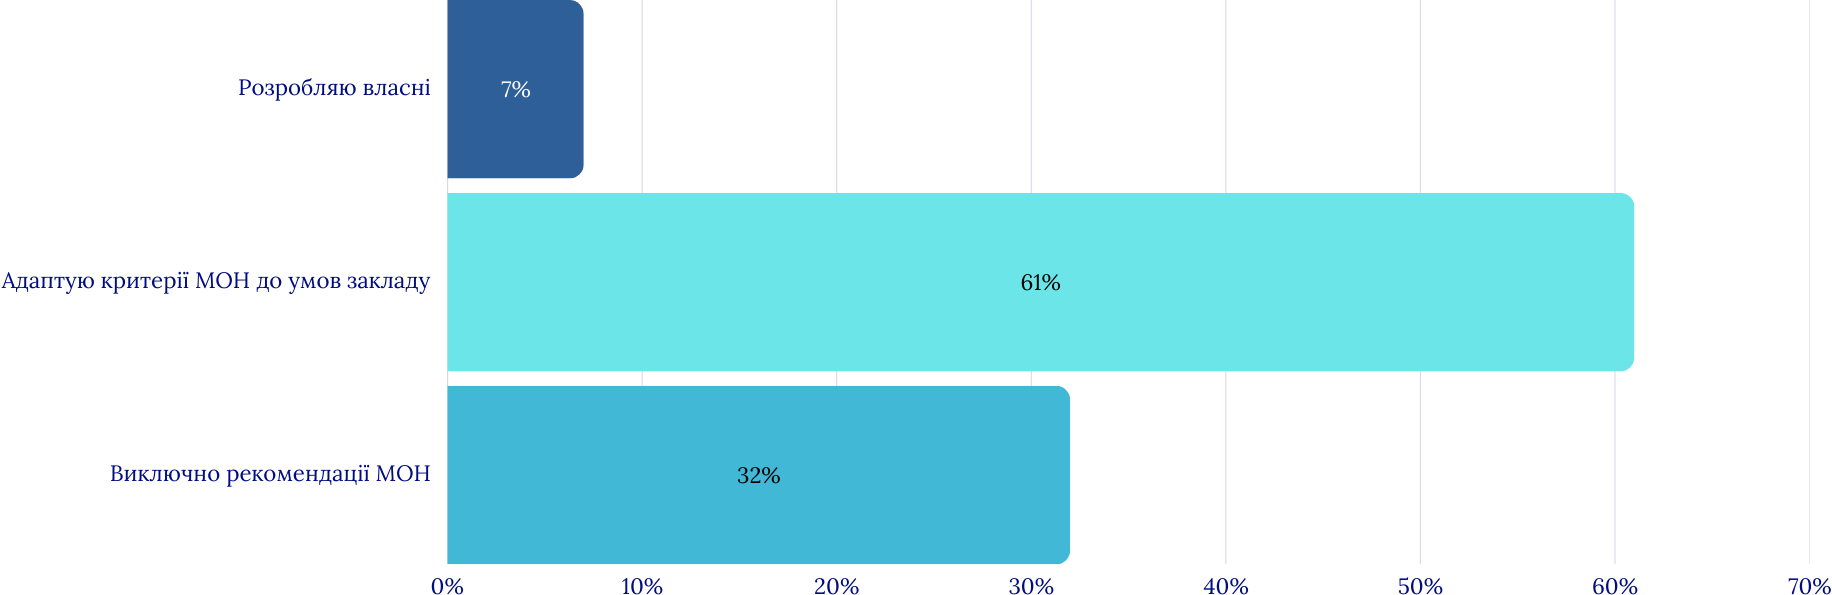 Розробляю власні
7%
Адаптую критерії МОН до умов закладу
61%
Виключно рекомендації МОН
32%
0% 10% 20% 30% 40% 50% 60% 70%